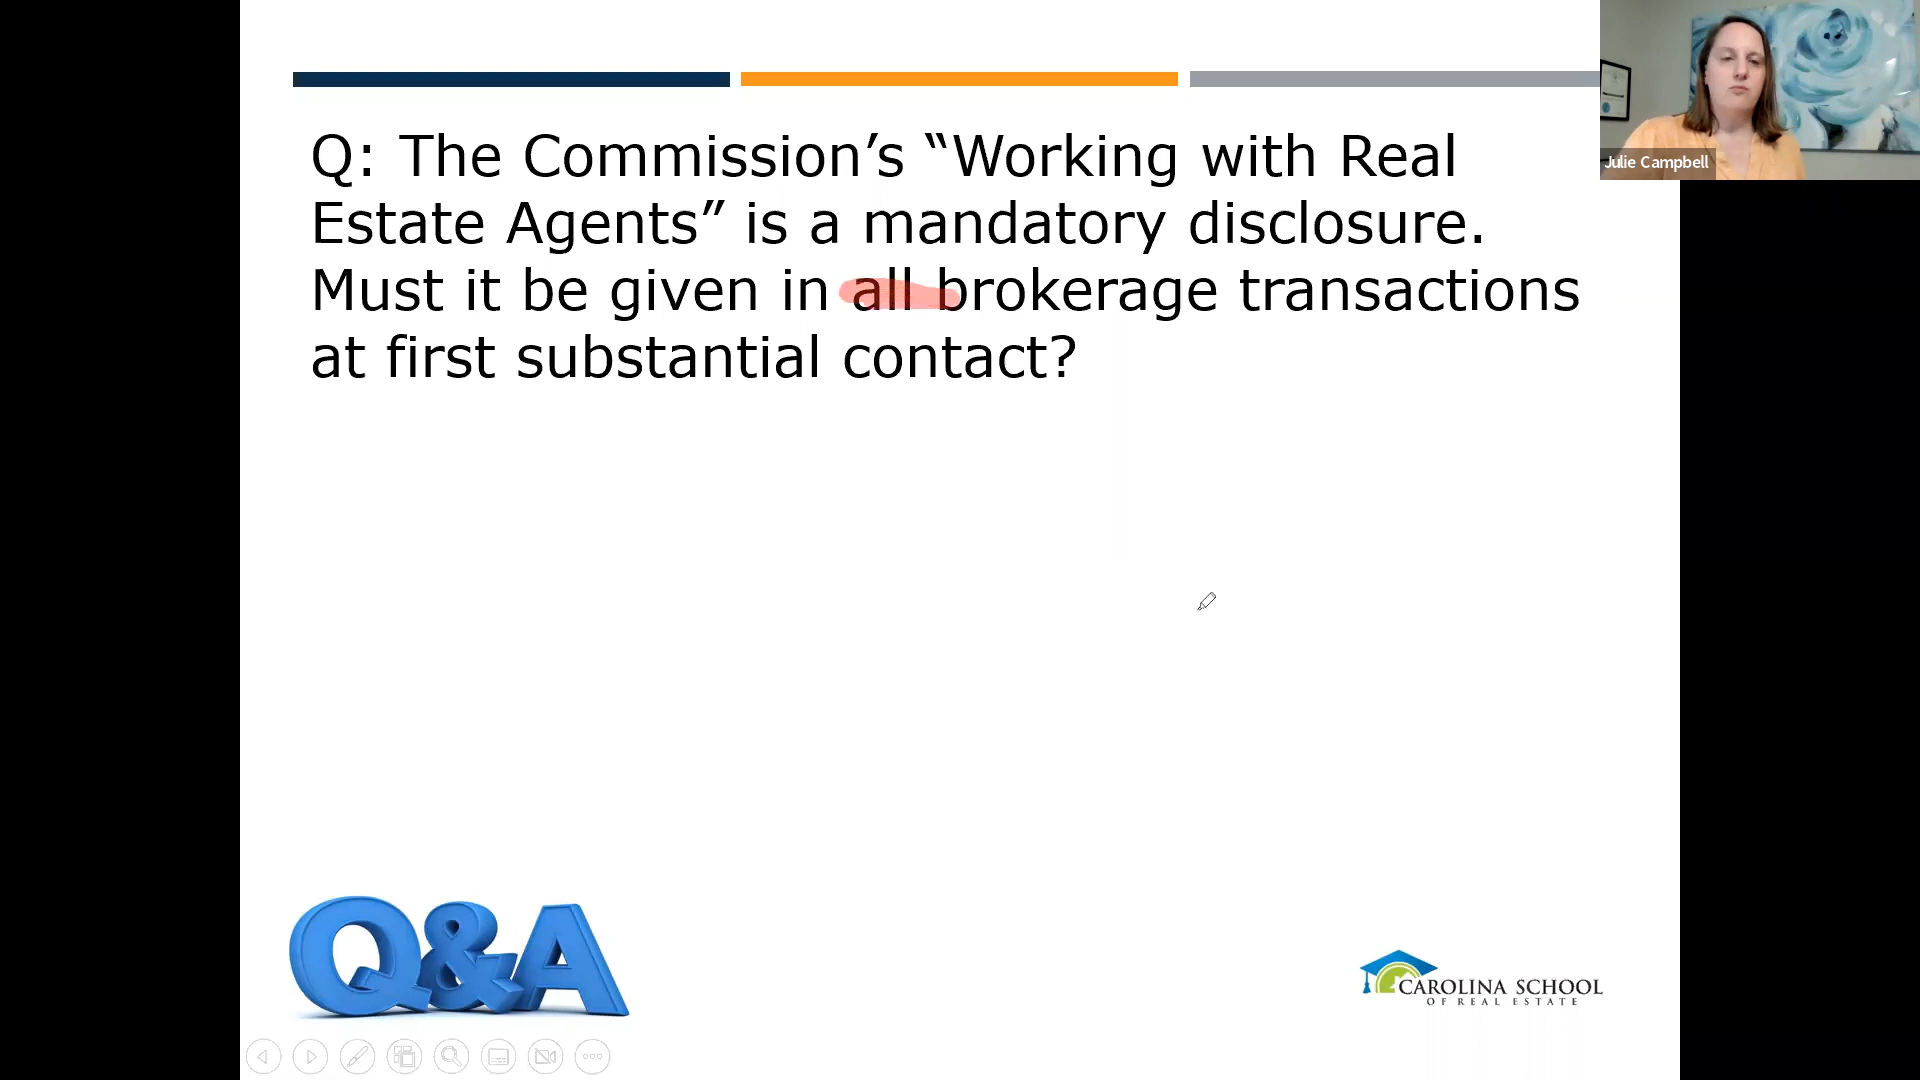 Q: The Commission’s “Working with Real
Estate Agents” is a mandatory disclosure.
Must it be given in all brokerage transactions
at first substantial contact?
Julie Campbell
Q&A
CAROLINA SCHOOL
OF REAL ESTATE